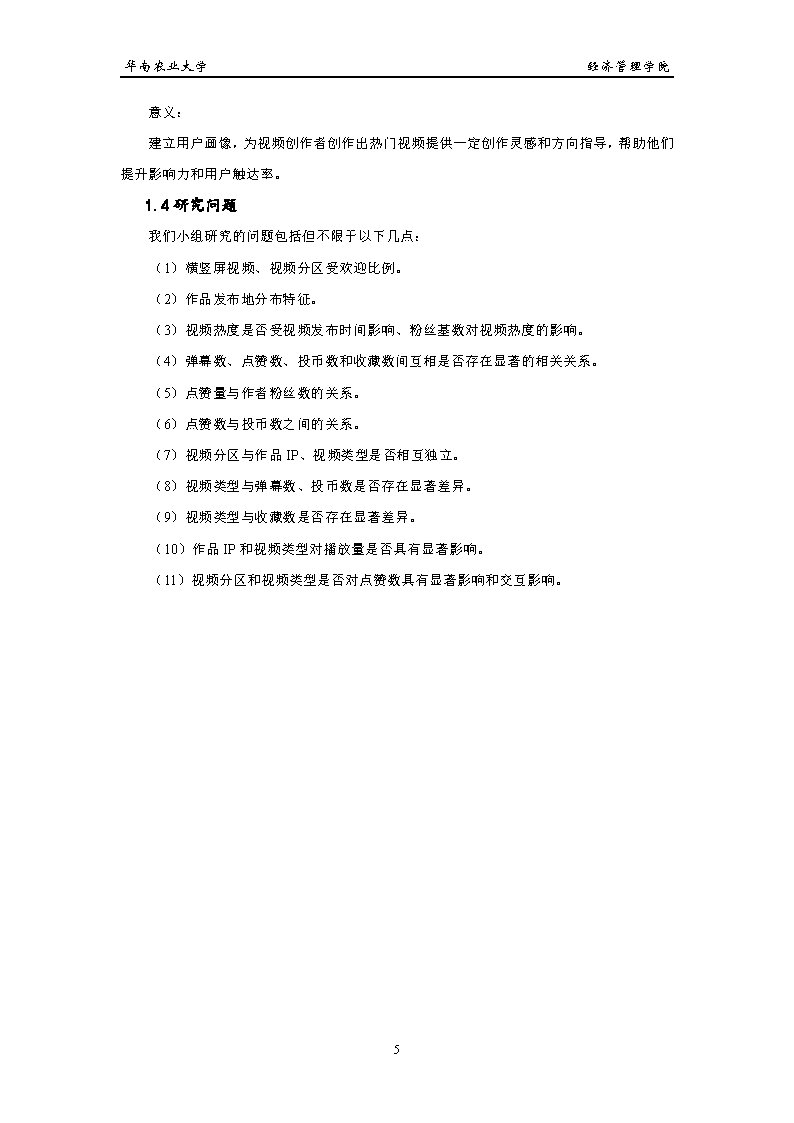 华南农业大学 经济管理学院
意义：
建立用户画像，为视频创作者创作出热门视频提供一定创作灵感和方向指导，帮助他们
提升影响力和用户触达率。
1.4 研究问题
我们小组研究的问题包括但不限于以下几点：
（1）横竖屏视频、视频分区受欢迎比例。
（2）作品发布地分布特征。
（3）视频热度是否受视频发布时间影响、粉丝基数对视频热度的影响。
（4）弹幕数、点赞数、投币数和收藏数间互相是否存在显著的相关关系。
（5）点赞量与作者粉丝数的关系。
（6）点赞数与投币数之间的关系。
（7）视频分区与作品 IP、视频类型是否相互独立。
（8）视频类型与弹幕数、投币数是否存在显著差异。
（9）视频类型与收藏数是否存在显著差异。
（10）作品 IP 和视频类型对播放量是否具有显著影响。
（11）视频分区和视频类型是否对点赞数具有显著影响和交互影响。
5